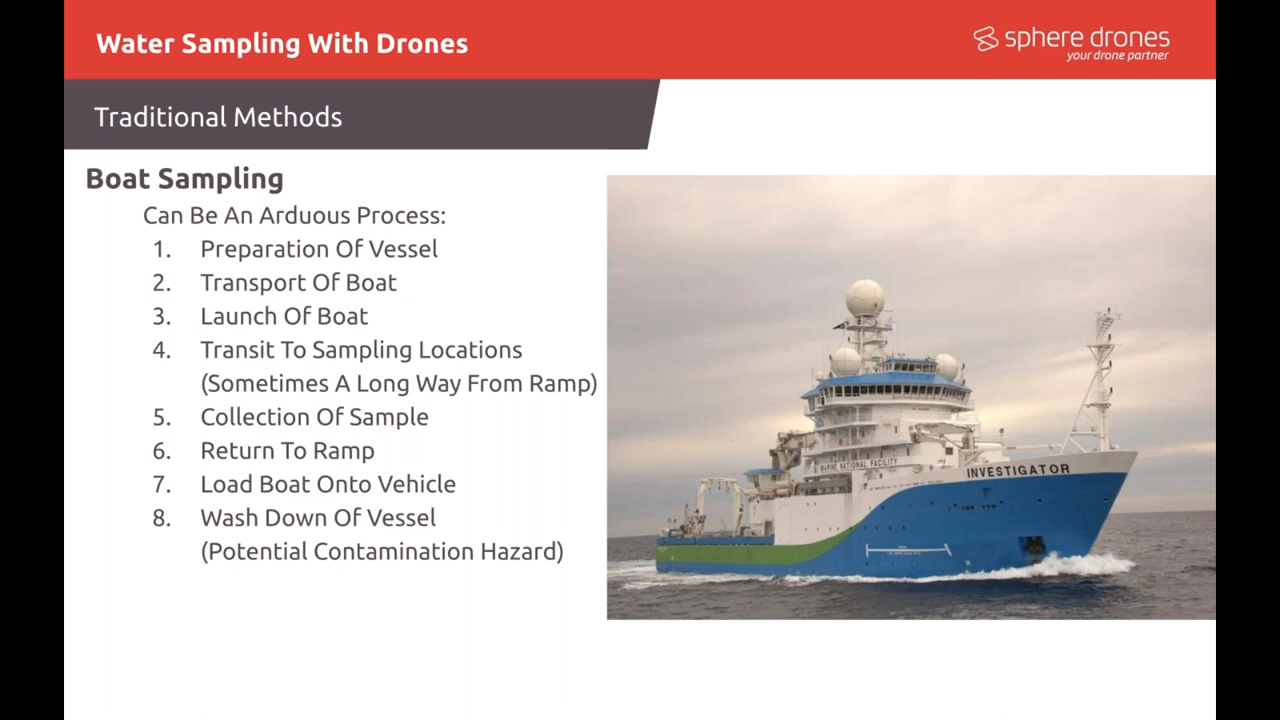 Water Sampling With Drones
sphere drones
your drone partner
Traditional Methods
Boat Sampling
Can Be An Arduous Process:
1. Preparation Of Vessel
2. Transport Of Boat
3. Launch Of Boat
4. Transit To Sampling Locations
(Sometimes A Long Way From Ramp)
5. Collection Of Sample
6. Return To Ramp
7. Load Boat Onto Vehicle
8. Wash Down Of Vessel
(Potential Contamination Hazard)
MARINE NATIONAL FACILITY
INVESTIGATOR